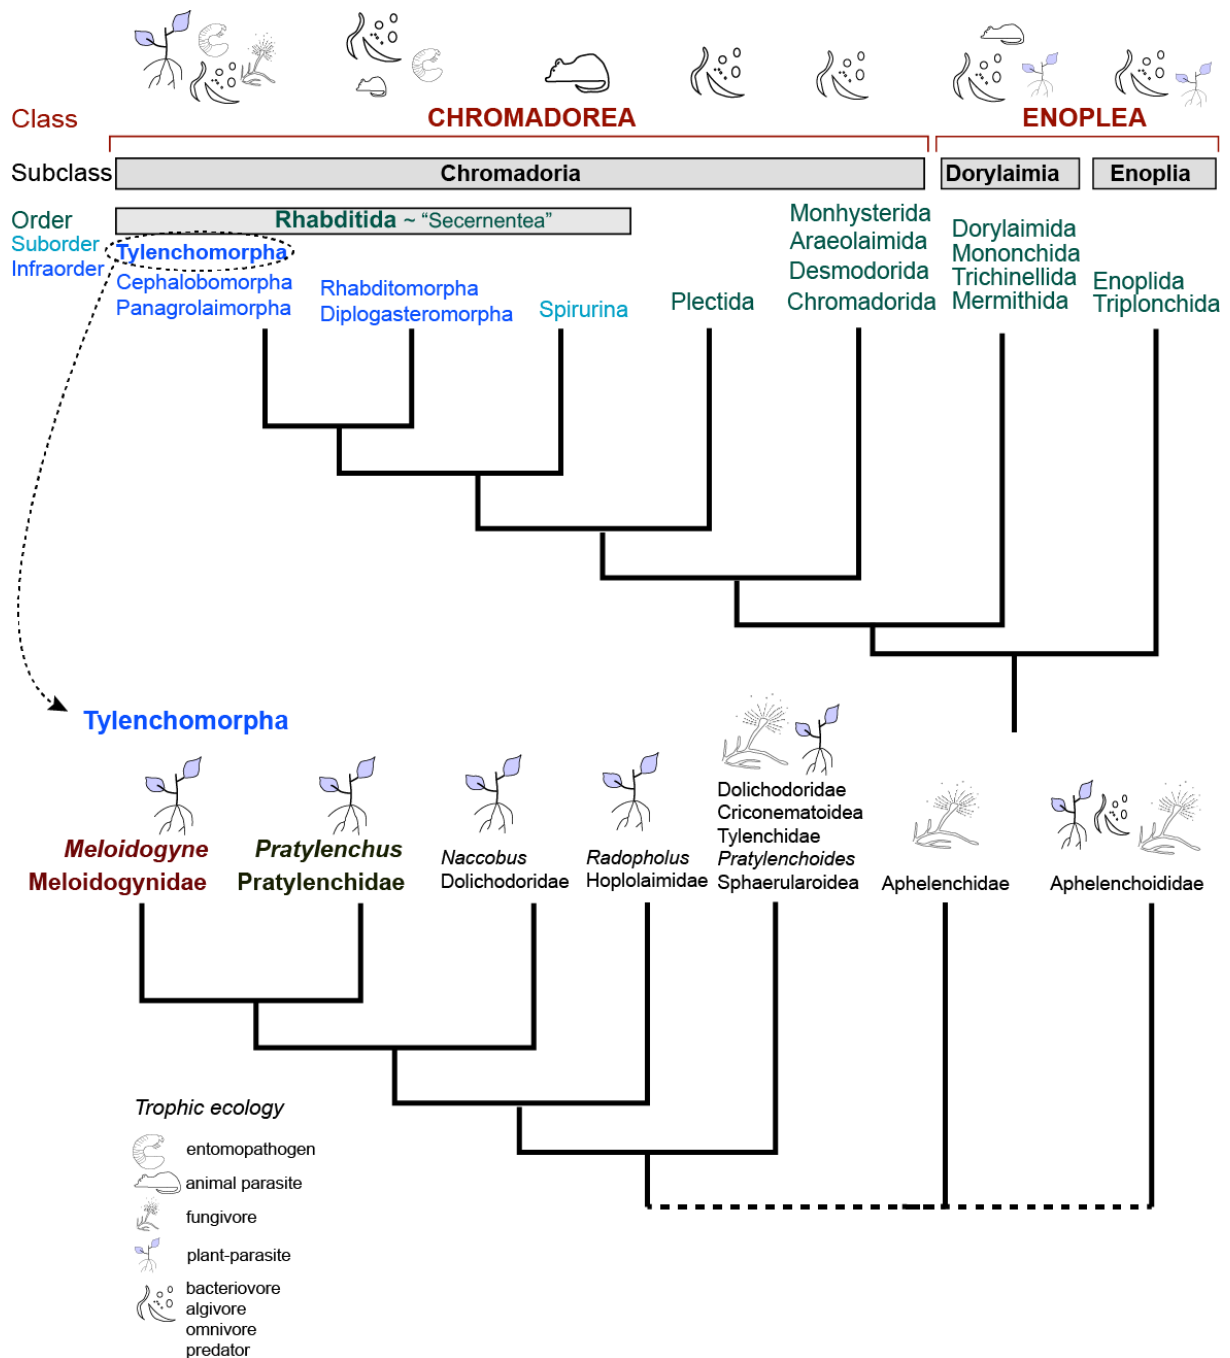 Class
CHROMADOREA
ENOPLEA
Subclass
Chromadoria
Dorylaimia
Enoplia
Order
Rhabditida ~ “Secernentea”
Suborder
Infraorder
Tylenchomorpha
Cephalobomorpha
Panagrolaimorpha
Rhabditomorpha
Diplogasteromorpha
Spirurina
Plectida
Monhysterida
Araeolaimida
Desmodorida
Chromadorida
Dorylaimida
Mononchida
Trichinellida
Mermithida
Enoplida
Triplonchida
Tylenchomorpha
Meloidogyne
Meloidogynidae
Pratylenchus
Pratylenchidae
Naccobus
Dolichodoridae
Radopholus
Hoplolaimidae
Dolichodoridae
Criconematoidea
Tylenchidae
Pratylenchoides
Sphaerularoidea
Aphelenchidae
Aphelenchoididae
Trophic ecology
entomopathogen
animal parasite
fungivore
plant-parasite
bacteriovore
algivore
omnivore
predator